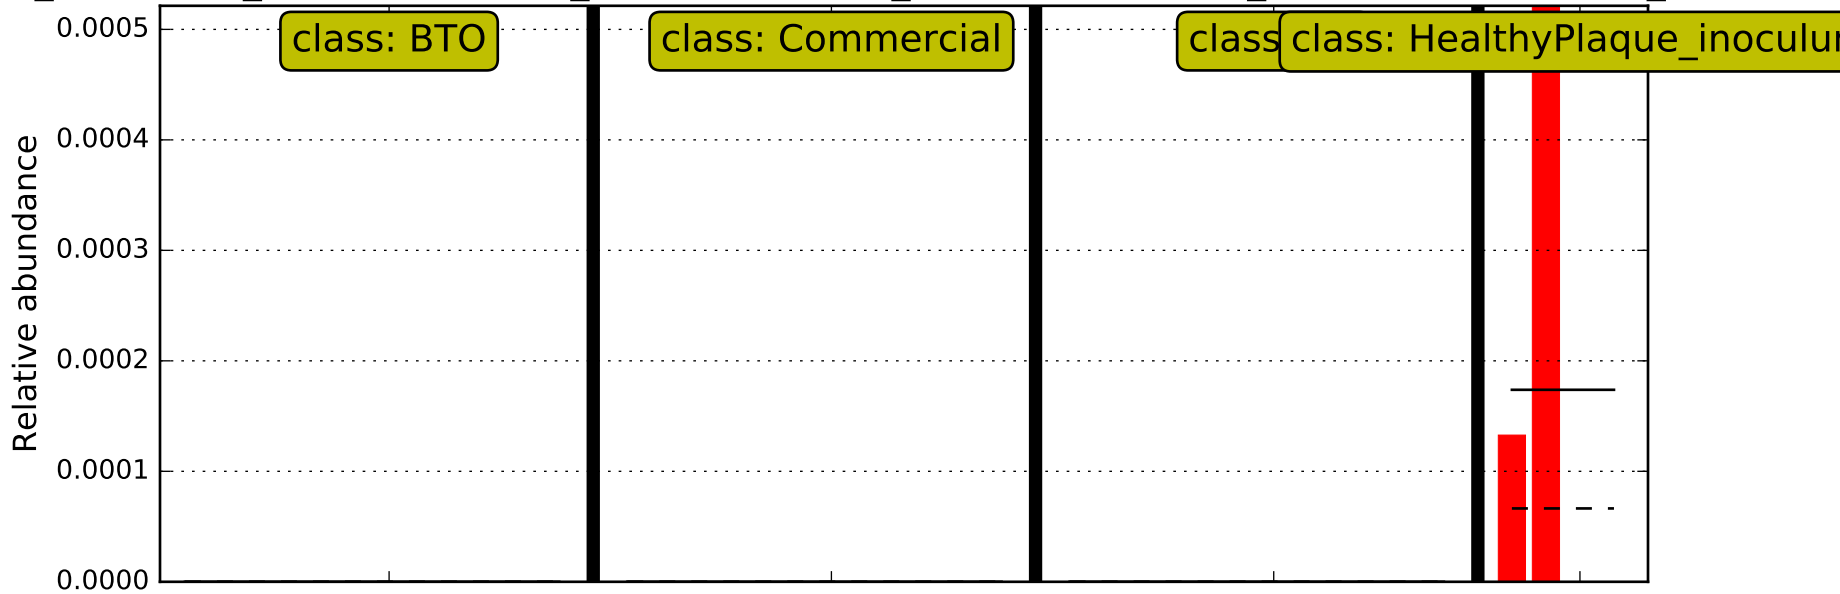 0.0005
0.0004
0.0003
0.0002
0.0001
0.0000
Relative abundance
class: BTO
class: Commercial
class
class: HealthyPlaque_inoculu